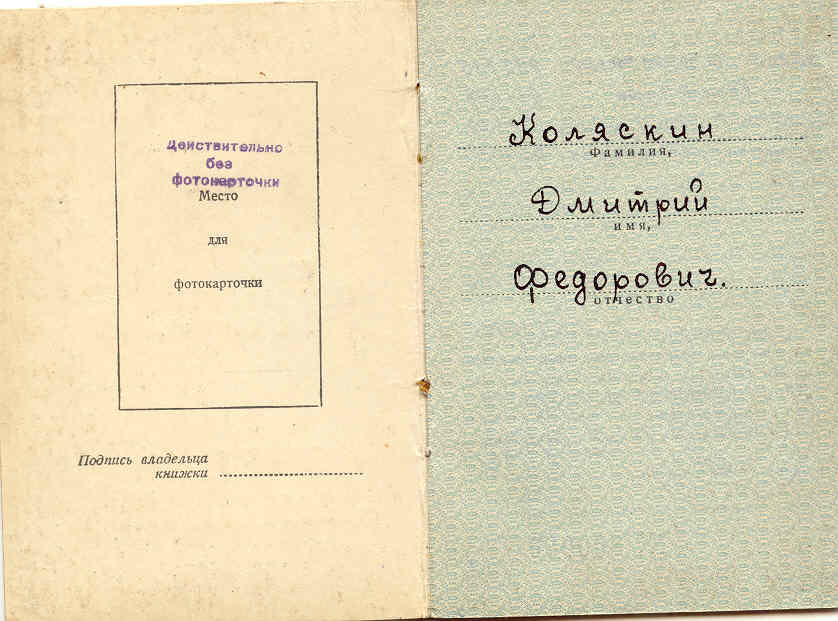 Действительно
без
фотокарточки
Место
для
фотокарточки
Подпись владельца
книжки
Коляскин
Фамилия,
Дмитрий
имя,
Федорович.
отчество